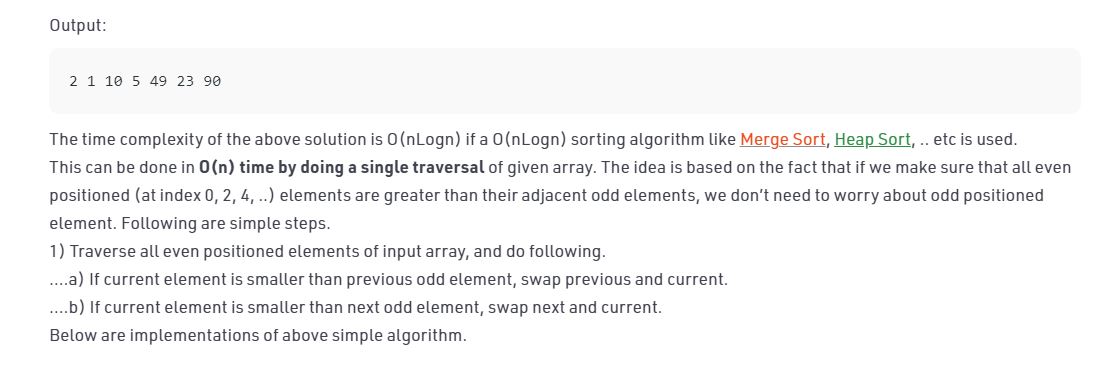 Output:
2 1 10 5 49 23 90
The time complexity of the above solution is O(nLogn) if a O(nLogn) sorting algorithm like Merge Sort, Heap Sort, .. etc is used.
This can be done in O(n) time by doing a single traversal of given array. The idea is based on the fact that if we make sure that all even
positioned (at index 0, 2, 4, ..) elements are greater than their adjacent odd elements, we don’t need to worry about odd positioned
element. Following are simple steps.
1) Traverse all even positioned elements of input array, and do following.
....a) If current element is smaller than previous odd element, swap previous and current.
....b) If current element is smaller than next odd element, swap next and current.
Below are implementations of above simple algorithm.